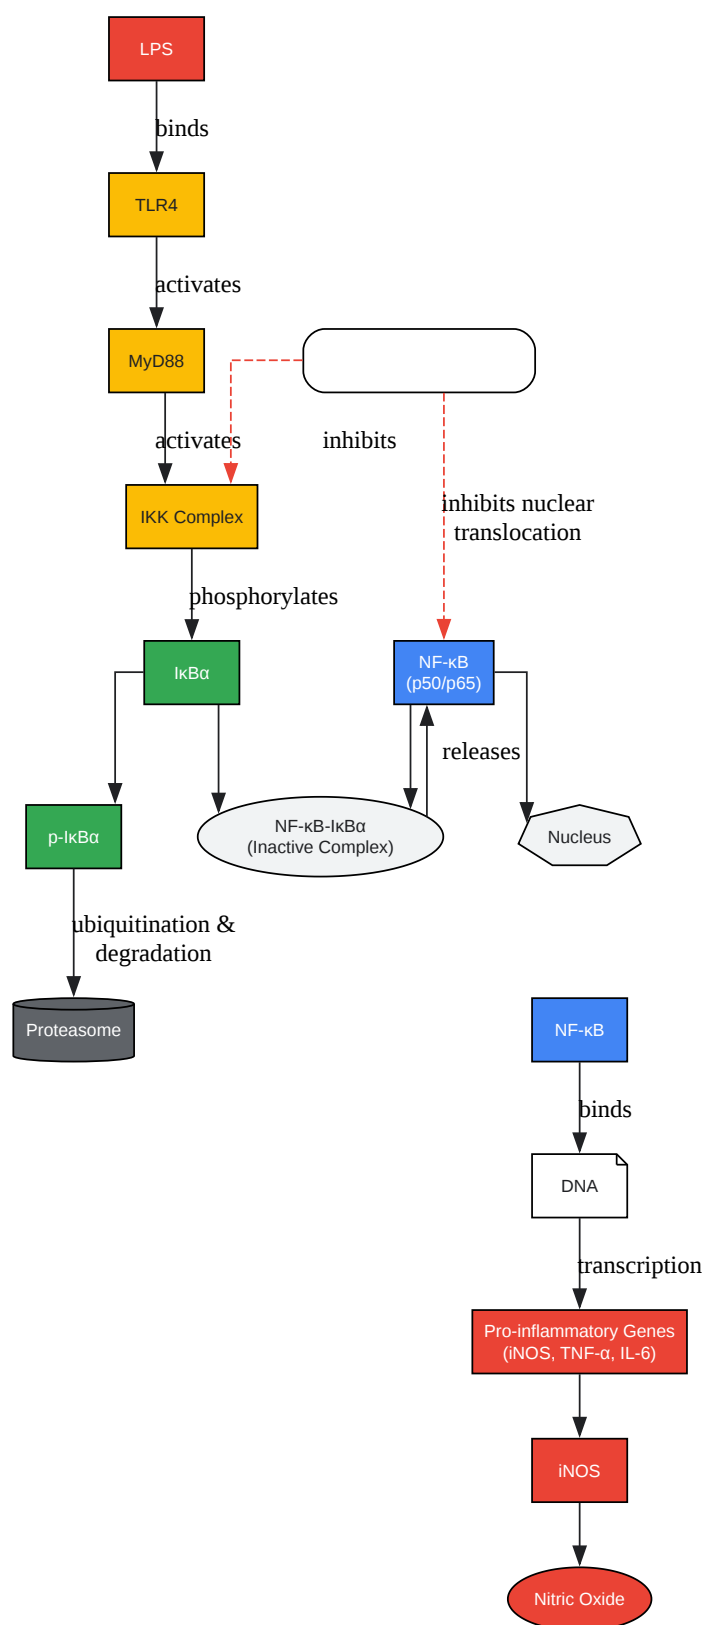 LPS
binds
TLR4
activates
MyD88
activates
inhibits
inhibits nuclear
translocation
IKK Complex
phosphorylates
IκBα
NF-κB
(p50/p65)
releases
p-IκBα
NF-κB-IκBα
(Inactive Complex)
Nucleus
ubiquitination &
degradation
Proteasome
NF-κB
binds
DNA
transcription
Pro-inflammatory Genes
(iNOS, TNF-α, IL-6)
iNOS
Nitric Oxide